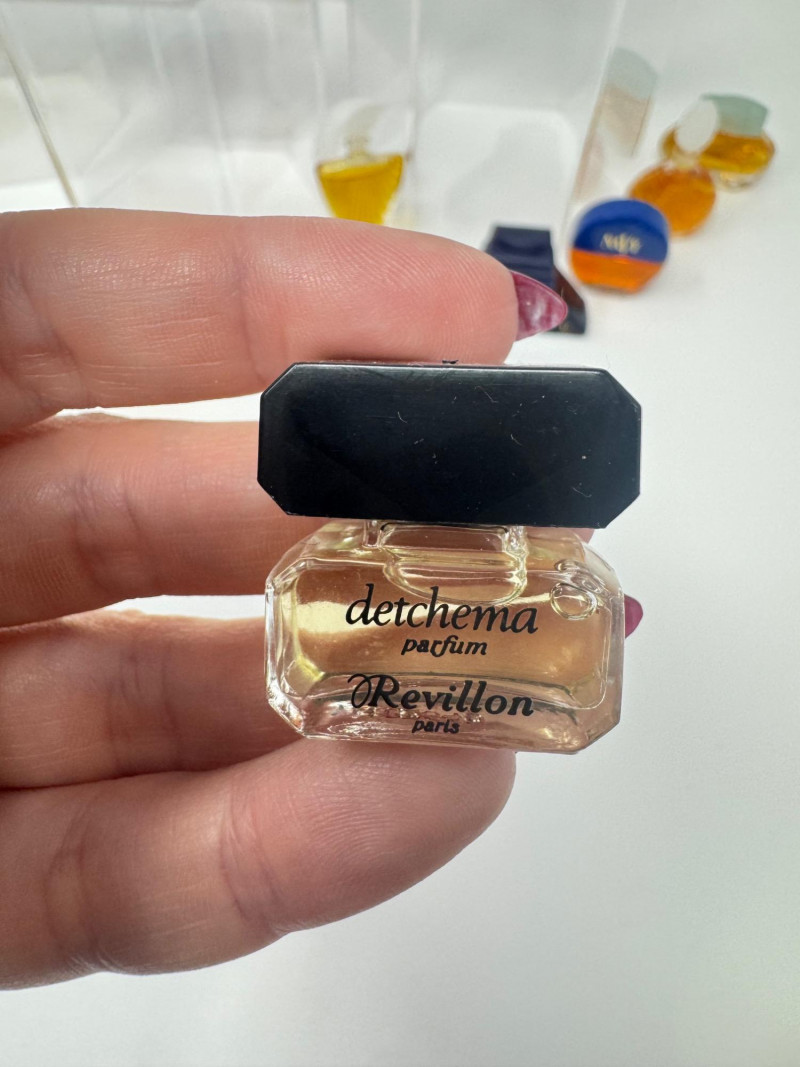 detchema
parfum
Revillon
paris